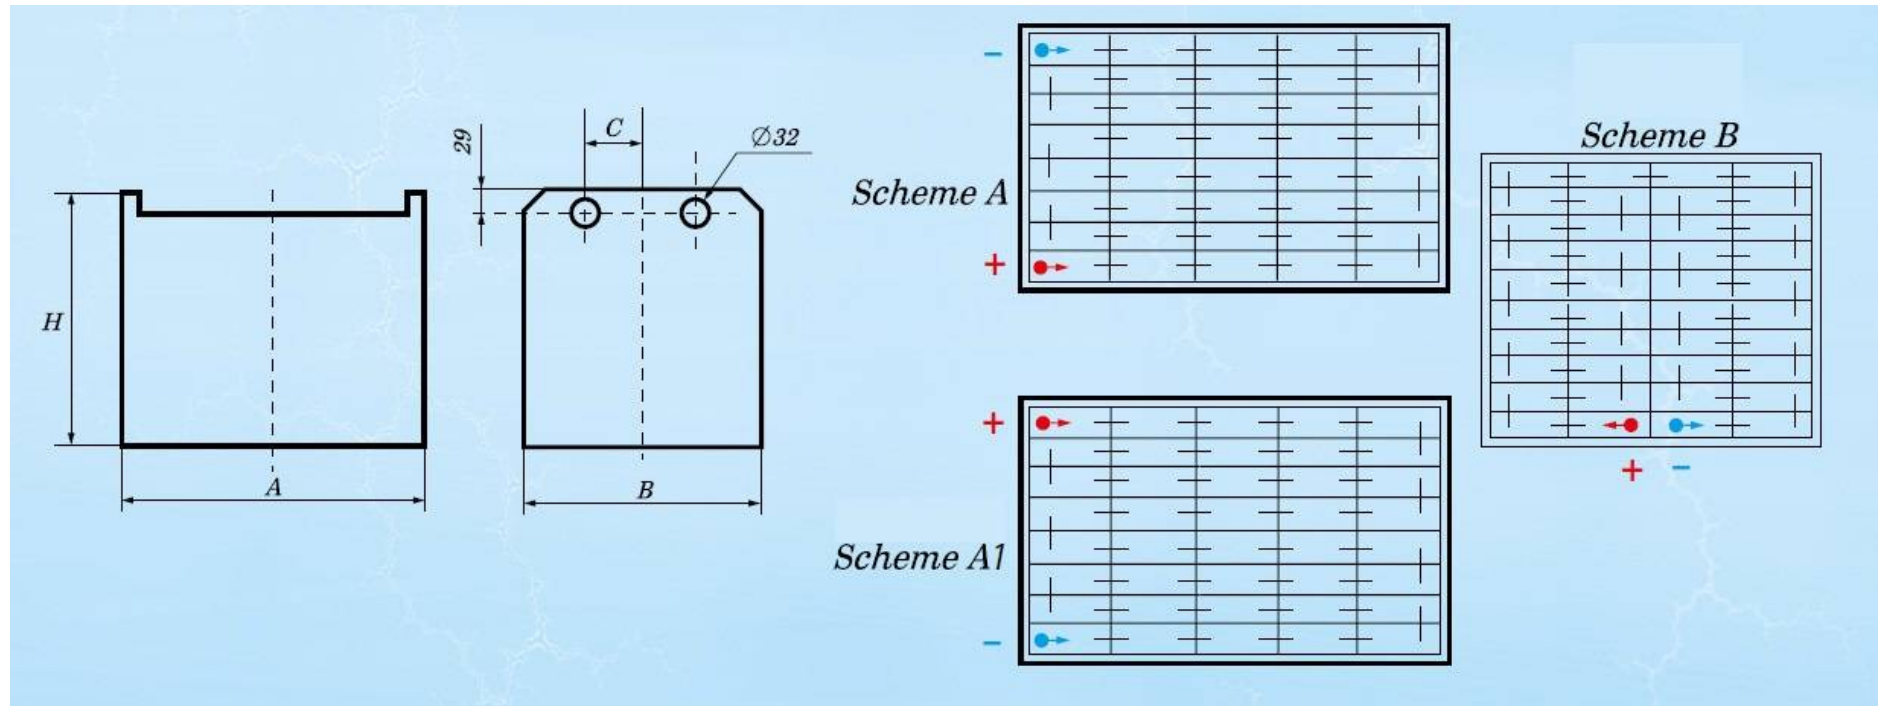 H
A
29
C
∅32
B
Scheme A
−
+
Scheme A1
+
−
Scheme B
+ −